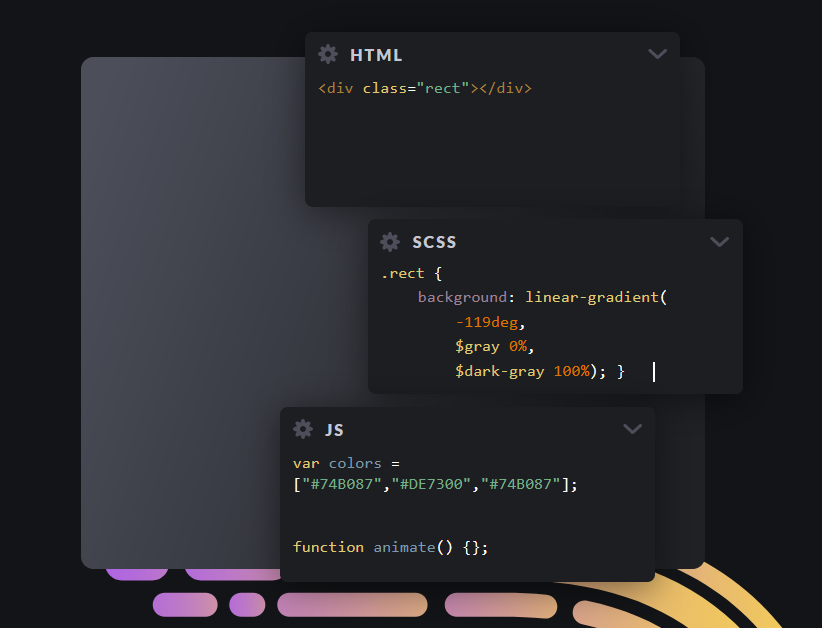 HTML
<div class="rect"></div>
SCSS
.rect {
background: linear-gradient(
-119deg,
$gray 0%,
$dark-gray 100%); }
JS
var colors =
["#74B087","#DE7300","#74B087"];
function animate() {};